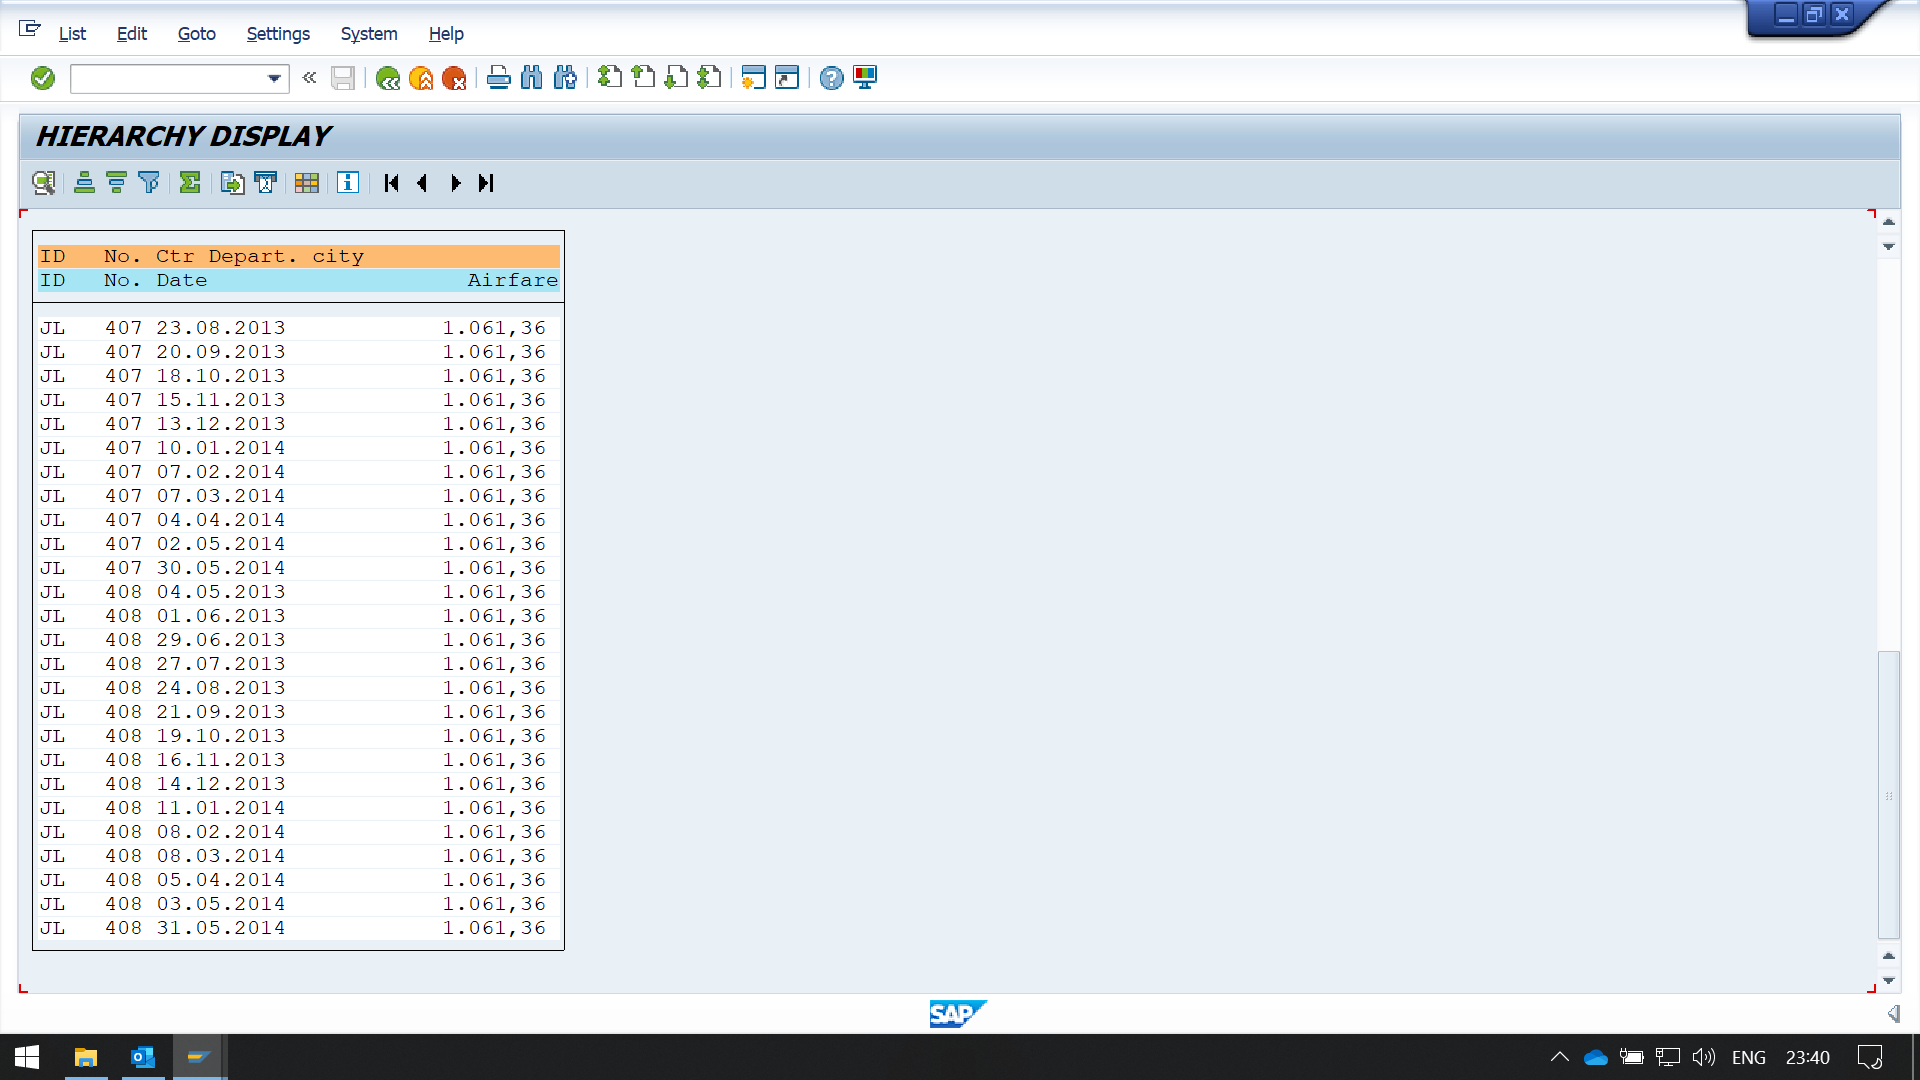 List Edit Goto Settings System Help
HIERARCHY DISPLAY
ID No. Ctr Depart. city
ID No. Date Airfare
JL 407 23.08.2013 1.061,36
JL 407 20.09.2013 1.061,36
JL 407 18.10.2013 1.061,36
JL 407 15.11.2013 1.061,36
JL 407 13.12.2013 1.061,36
JL 407 10.01.2014 1.061,36
JL 407 07.02.2014 1.061,36
JL 407 07.03.2014 1.061,36
JL 407 04.04.2014 1.061,36
JL 407 02.05.2014 1.061,36
JL 407 30.05.2014 1.061,36
JL 408 04.05.2013 1.061,36
JL 408 01.06.2013 1.061,36
JL 408 29.06.2013 1.061,36
JL 408 27.07.2013 1.061,36
JL 408 24.08.2013 1.061,36
JL 408 21.09.2013 1.061,36
JL 408 19.10.2013 1.061,36
JL 408 16.11.2013 1.061,36
JL 408 14.12.2013 1.061,36
JL 408 11.01.2014 1.061,36
JL 408 08.02.2014 1.061,36
JL 408 08.03.2014 1.061,36
JL 408 05.04.2014 1.061,36
JL 408 03.05.2014 1.061,36
JL 408 31.05.2014 1.061,36
SAP
ENG 23:40